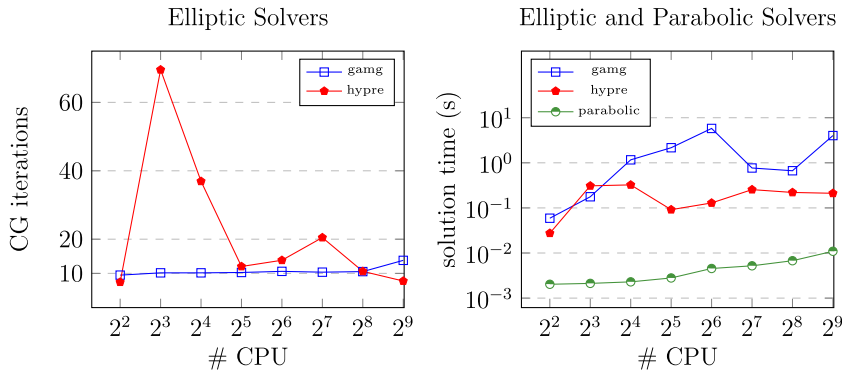 Elliptic Solvers
CG iterations
60
40
20
10
2^2 2^3 2^4 2^5 2^6 2^7 2^8 2^9
# CPU
gamg
hypre
Elliptic and Parabolic Solvers
solution time (s)
10^1
10^0
10^−1
10^−2
10^−3
2^2 2^3 2^4 2^5 2^6 2^7 2^8 2^9
# CPU
gamg
hypre
parabolic